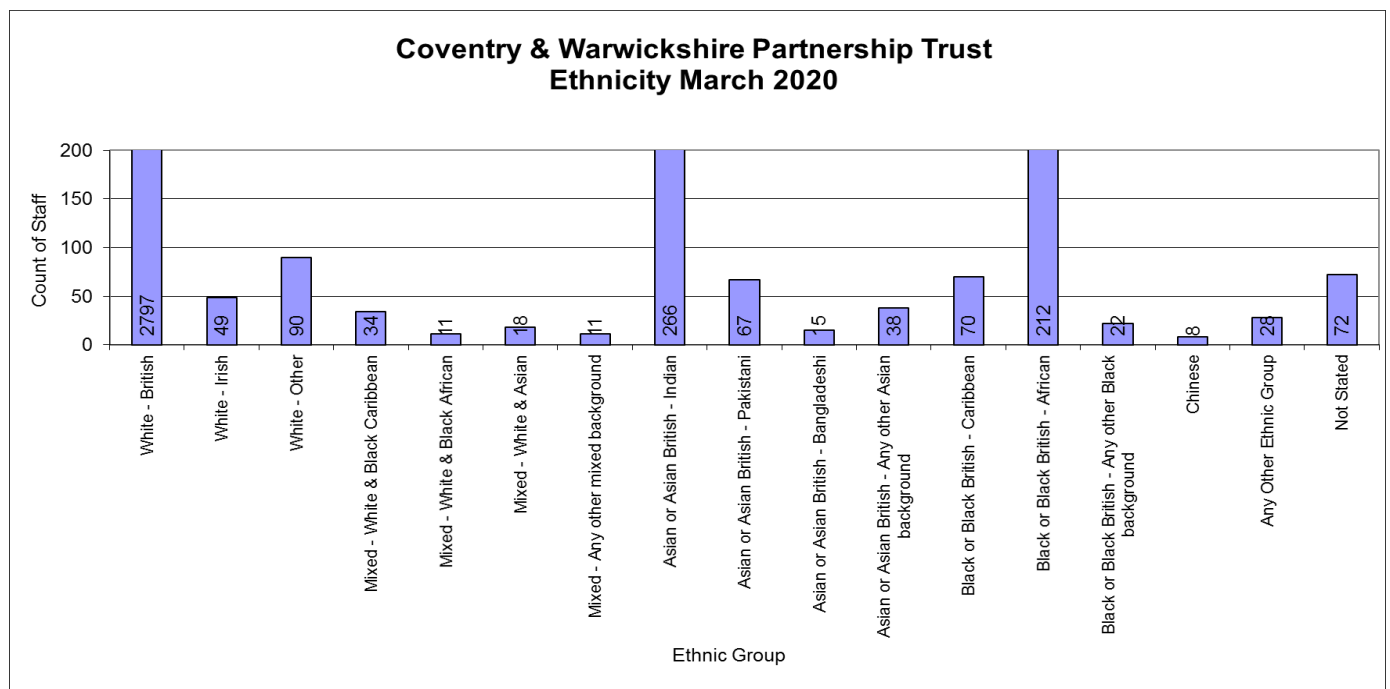 Coventry & Warwickshire Partnership Trust
Ethnicity March 2020
Count of Staff
200
150
100
50
0
2797
49
90
34
11
18
11
266
67
15
38
70
212
22
8
28
72
White - British
White - Irish
White - Other
Mixed - White & Black Caribbean
Mixed - White & Black African
Mixed - White & Asian
Mixed - Any other mixed background
Asian or Asian British - Indian
Asian or Asian British - Pakistani
Asian or Asian British - Bangladeshi
Asian or Asian British - Any other Asian
background
Black or Black British - Caribbean
Black or Black British - African
Black or Black British - Any other Black
background
Chinese
Any Other Ethnic Group
Not Stated
Ethnic Group